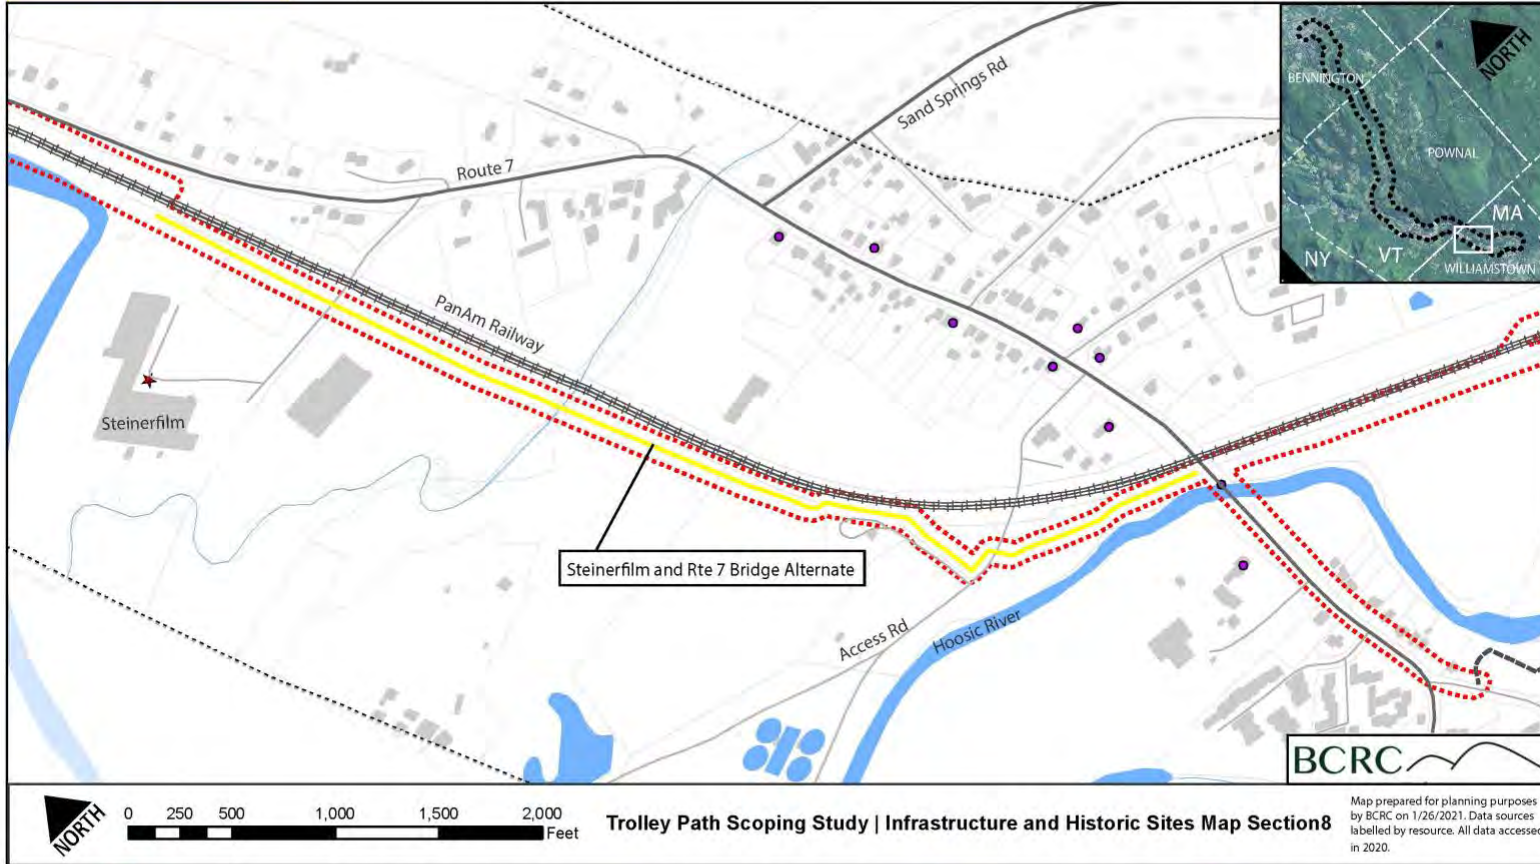 Sand Springs Rd
Route 7
PanAm Railway
Steinerfilm
Steinerfilm and Rte 7 Bridge Alternate
Access Rd
Hoosic River
NORTH
BENNINGTON
POWNAL
MA
NY
VT
WILLIAMSTOWN
BCRC
NORTH
0 250 500 1,000 1,500 2,000
Feet
Trolley Path Scoping Study | Infrastructure and Historic Sites Map Section8
Map prepared for planning purposes
by BCRC on 1/26/2021. Data sources
labelled by resource. All data accessed
in 2020.